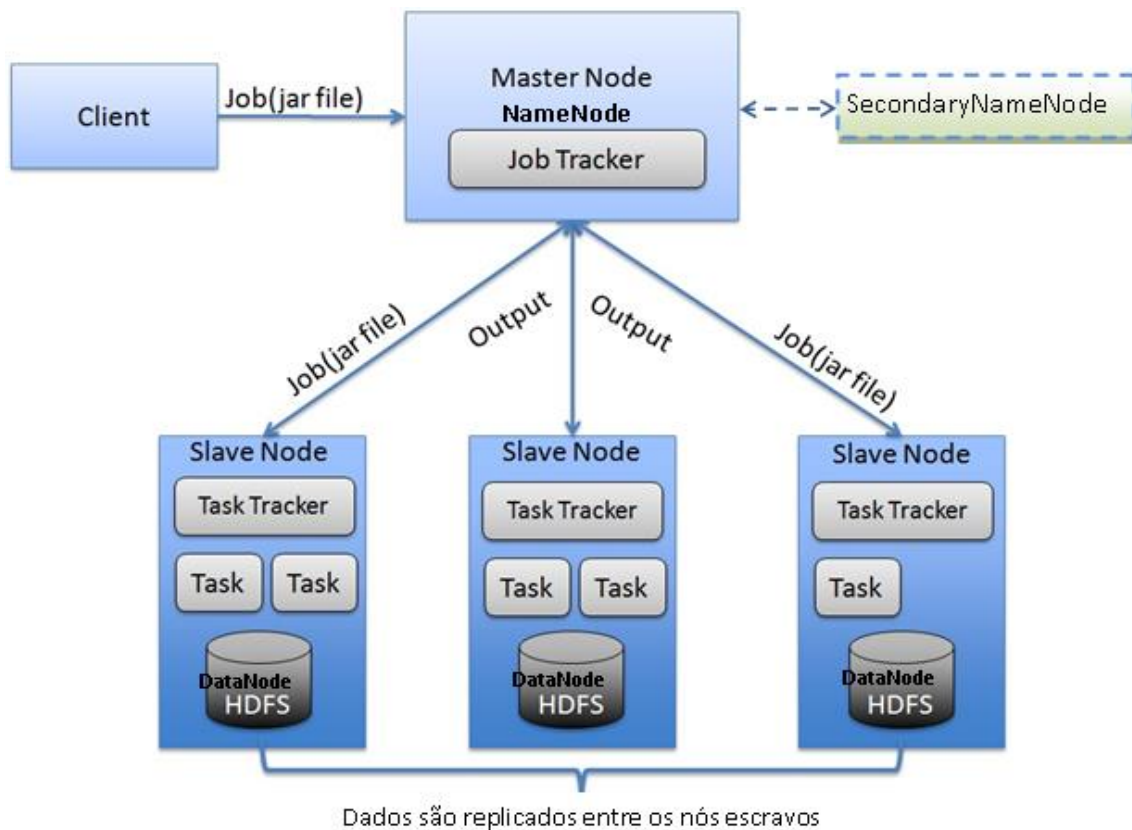 Client
Job(jar file)
Master Node
NameNode
Job Tracker
SecondaryNameNode
Job(jar file)
Output
Output
Job(jar file)
Slave Node
Task Tracker
Task
Task
DataNode
HDFS
Slave Node
Task Tracker
Task
Task
DataNode
HDFS
Slave Node
Task Tracker
Task
DataNode
HDFS
Dados são replicados entre os nós escravos